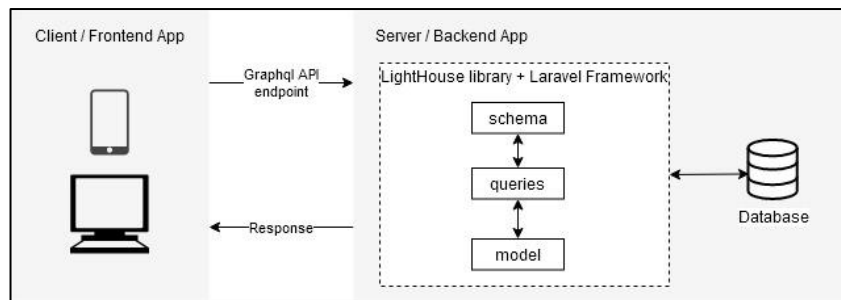 Client / Frontend App
Server / Backend App
Graphql API
endpoint
LightHouse library + Laravel Framework
schema
queries
model
Response
Database